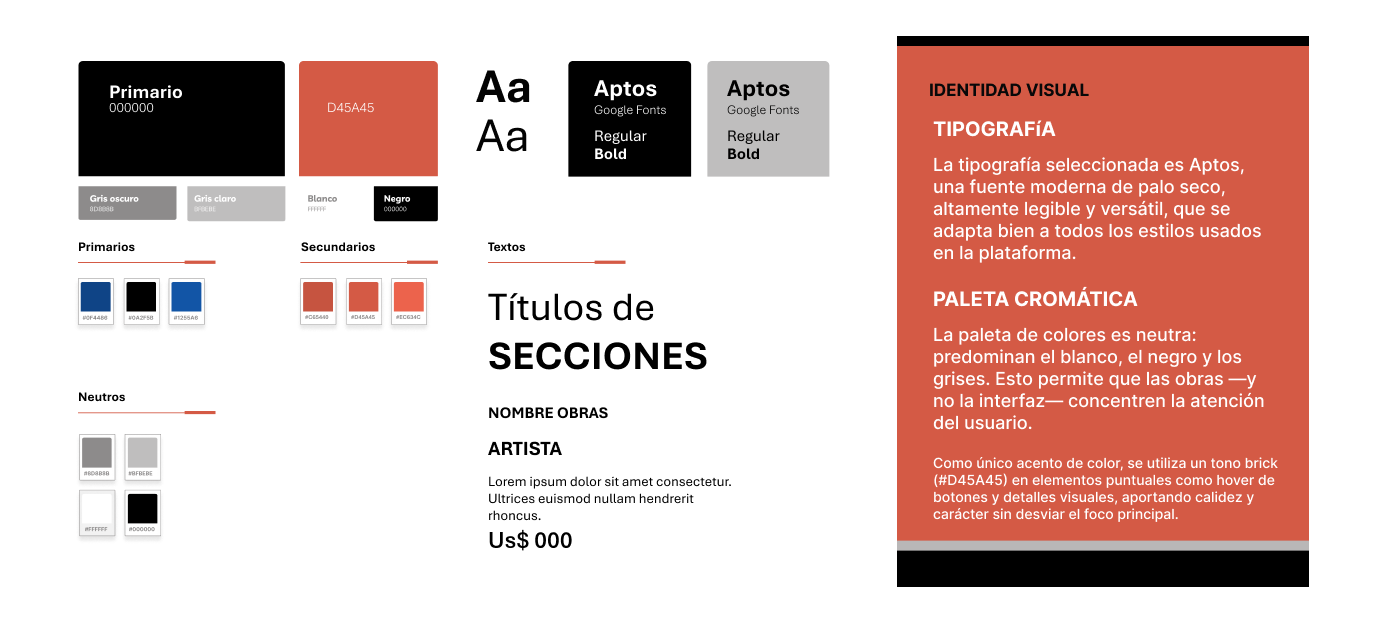 Primario
000000
D45A45
Gris oscuro
8D8B8B
Gris claro
BFBEBE
Blanco
FFFFFF
Negro
000000
Aa
Aa
Aptos
Google Fonts
Regular
Bold
Aptos
Google Fonts
Regular
Bold
Primarios
#0F4486
#0A2F5B
#1255A6
Secundarios
#C65440
#D45A45
#EC634C
Neutros
#8D8B8B
#BFBEBE
#FFFFFF
#000000
Textos
Títulos de
SECCIONES
NOMBRE OBRAS
ARTISTA
Lorem ipsum dolor sit amet consectetur.
Ultrices euismod nullam hendrerit
rhoncus.
Us$ 000
IDENTIDAD VISUAL
TIPOGRAFíA
La tipografía seleccionada es Aptos,
una fuente moderna de palo seco,
altamente legible y versátil, que se
adapta bien a todos los estilos usados
en la plataforma.
PALETA CROMÁTICA
La paleta de colores es neutra:
predominan el blanco, el negro y los
grises. Esto permite que las obras —y
no la interfaz— concentren la atención
del usuario.
Como único acento de color, se utiliza un tono brick
(#D45A45) en elementos puntuales como hover de
botones y detalles visuales, aportando calidez y
carácter sin desviar el foco principal.